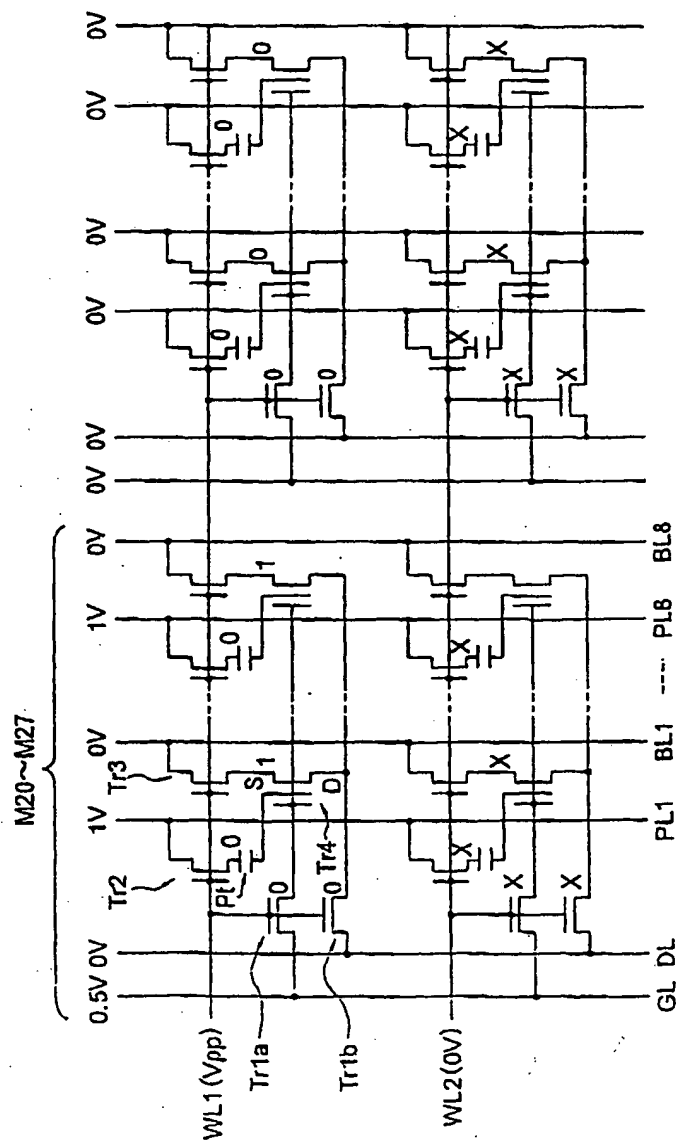 M20~M27
0.5V 0V 1V 0V 1V 0V 0V 0V 0V 0V 0V 0V
Tr2 Tr3
WL1(Vpp)
S 1 1 0 0
Pt 0 0 0 0
0 0
Tr4 D
0 0
Tr1a
Tr1b
WL2(0V)
X X X
X X X X
X X
X X
GL DL PL1 BL1 ---- PL8 BL8